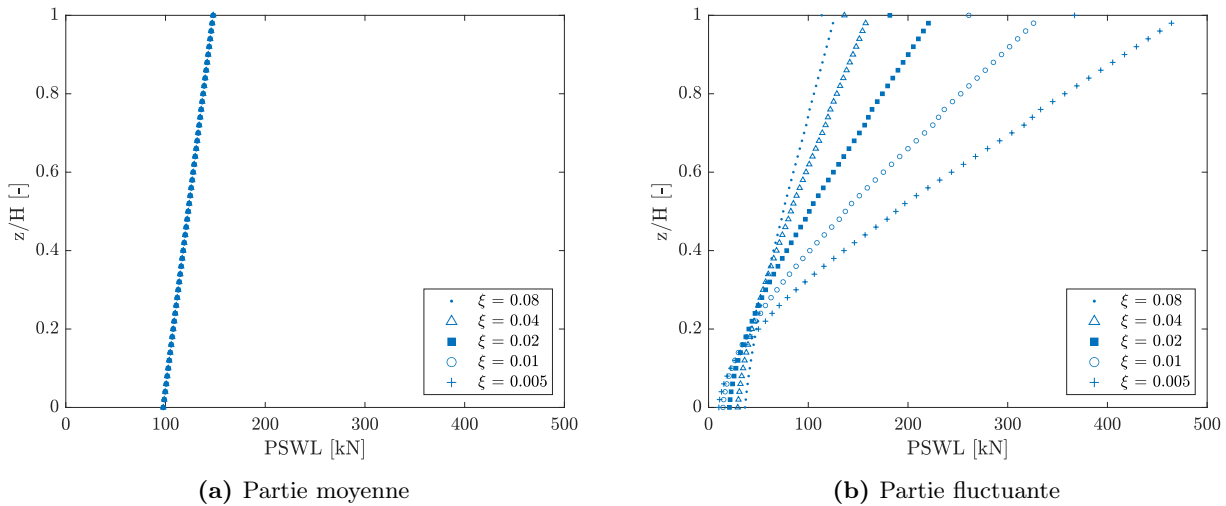 1
0.8
0.6
0.4
0.2
0
z/H [-]
0 100 200 300 400 500
PSWL [kN]
ξ = 0.08
ξ = 0.04
ξ = 0.02
ξ = 0.01
ξ = 0.005
(a) Partie moyenne
1
0.8
0.6
0.4
0.2
0
z/H [-]
0 100 200 300 400 500
PSWL [kN]
ξ = 0.08
ξ = 0.04
ξ = 0.02
ξ = 0.01
ξ = 0.005
(b) Partie fluctuante